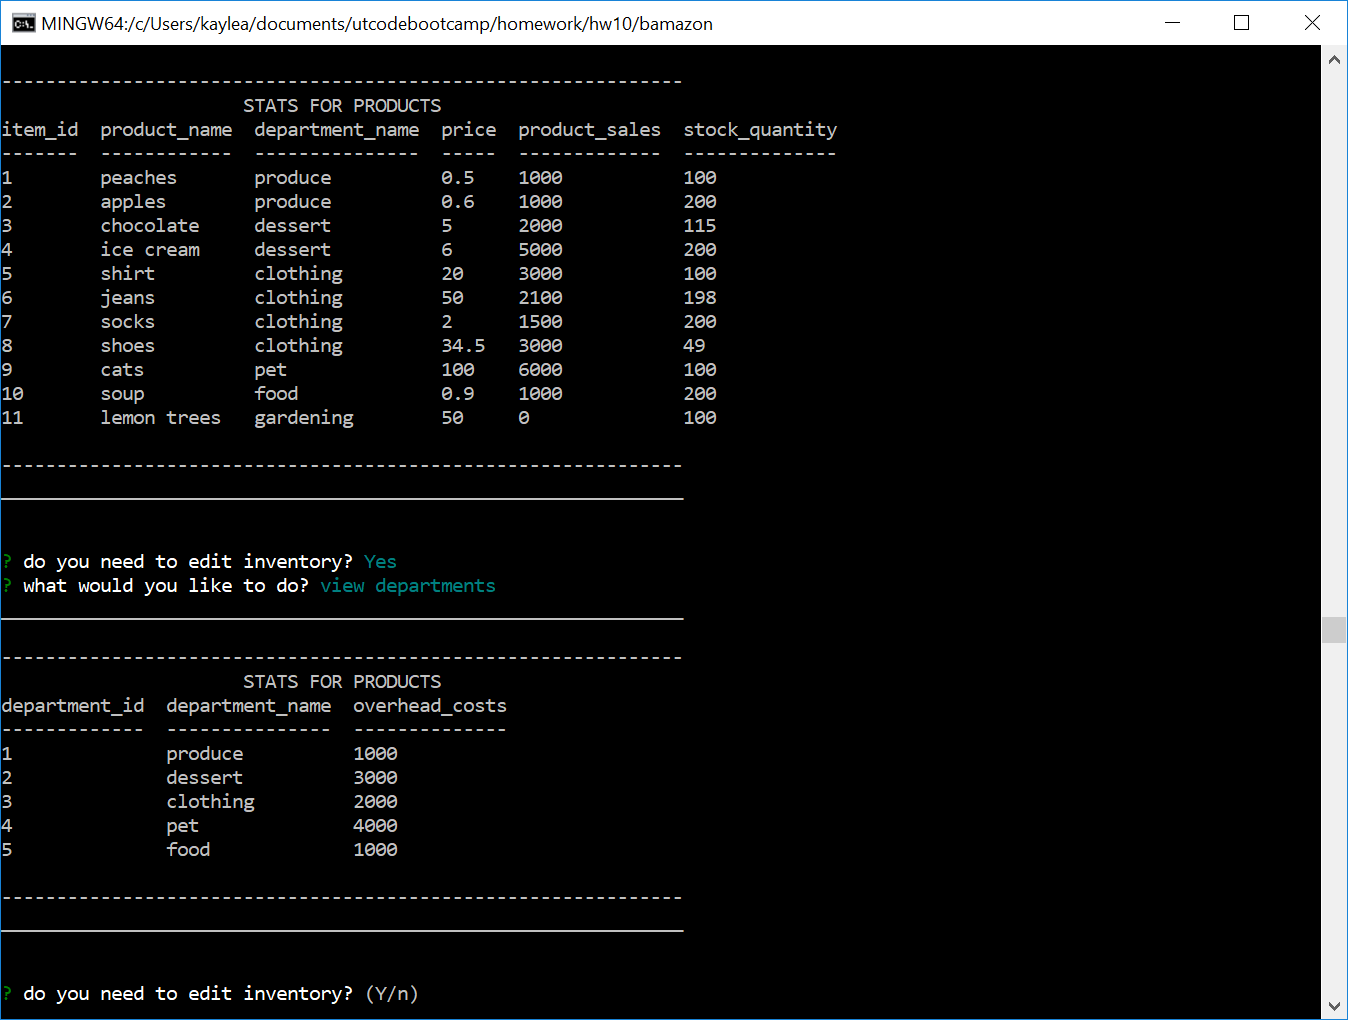 MINGW64:/c/Users/kaylea/documents/utcodebootcamp/homework/hw10/bamazon
--------------------------------------------------------------
STATS FOR PRODUCTS
item_id  product_name  department_name  price  product_sales  stock_quantity
-------  ------------  ---------------  -----  -------------  --------------
1        peaches       produce          0.5    1000           100
2        apples        produce          0.6    1000           200
3        chocolate     dessert          5      2000           115
4        ice cream     dessert          6      5000           200
5        shirt         clothing         20     3000           100
6        jeans         clothing         50     2100           198
7        socks         clothing         2      1500           200
8        shoes         clothing         34.5   3000           49
9        cats          pet              100    6000           100
10       soup          food             0.9    1000           200
11       lemon trees   gardening        50     0              100
--------------------------------------------------------------
? do you need to edit inventory? Yes
? what would you like to do? view departments
--------------------------------------------------------------
STATS FOR PRODUCTS
department_id  department_name  overhead_costs
-------------  ---------------  --------------
1              produce          1000
2              dessert          3000
3              clothing         2000
4              pet              4000
5              food             1000
--------------------------------------------------------------
? do you need to edit inventory? (Y/n)